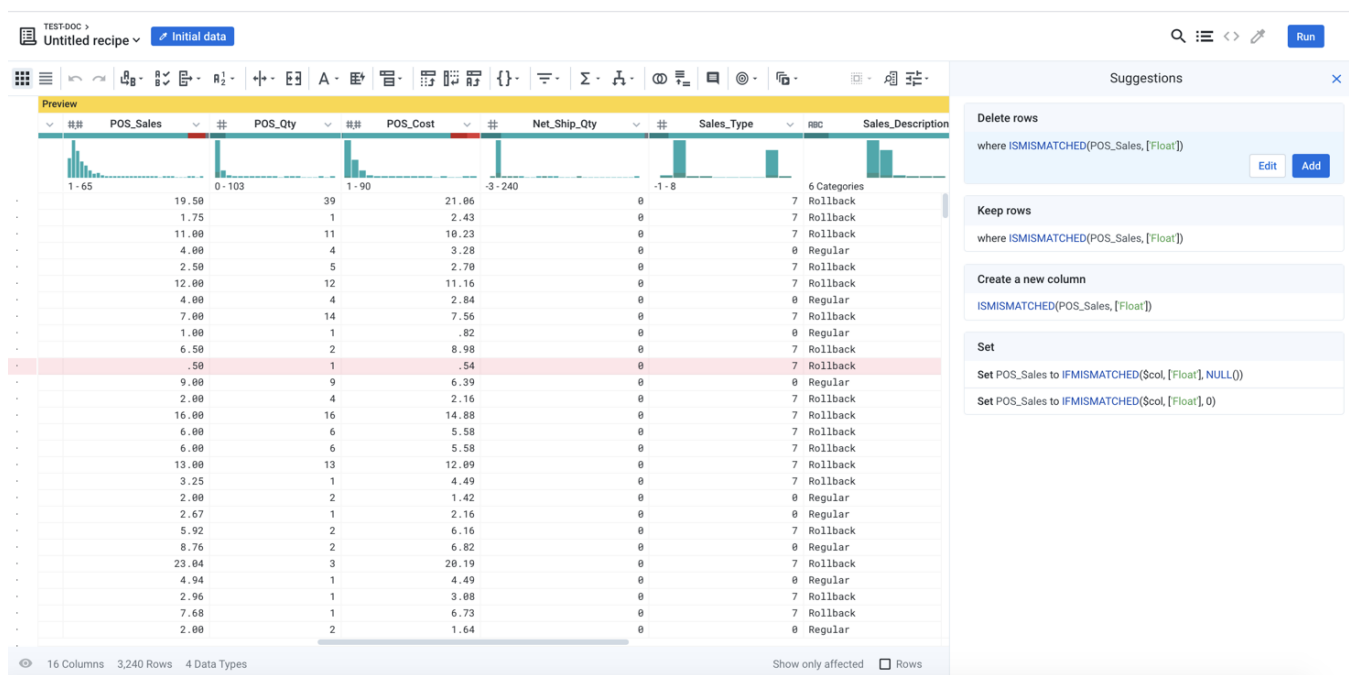 TEST-DOC >
Untitled recipe
Initial data
Run
Suggestions
Preview
#.# POS_Sales # POS_Qty #.# POS_Cost # Net_Ship_Qty # Sales_Type ABC Sales_Description
1 - 65 0 - 103 1 - 90 -3 - 240 -1 - 8 6 Categories
19.50 39 21.06 0 7 Rollback
1.75 1 2.43 0 7 Rollback
11.00 11 10.23 0 7 Rollback
4.00 4 3.28 0 0 Regular
2.50 5 2.70 0 7 Rollback
12.00 12 11.16 0 7 Rollback
4.00 4 2.84 0 0 Regular
7.00 14 7.56 0 7 Rollback
1.00 1 .82 0 0 Regular
6.50 2 8.98 0 7 Rollback
.50 1 .54 0 7 Rollback
9.00 9 6.39 0 0 Regular
2.00 4 2.16 0 7 Rollback
16.00 16 14.88 0 7 Rollback
6.00 6 5.58 0 7 Rollback
6.00 6 5.58 0 7 Rollback
13.00 13 12.09 0 7 Rollback
3.25 1 4.49 0 7 Rollback
2.00 2 1.42 0 0 Regular
2.67 1 2.16 0 0 Regular
5.92 2 6.16 0 7 Rollback
8.76 2 6.82 0 0 Regular
23.04 3 20.19 0 7 Rollback
4.94 1 4.49 0 0 Regular
2.96 1 3.08 0 7 Rollback
7.68 1 6.73 0 7 Rollback
2.00 2 1.64 0 0 Regular
16 Columns 3,240 Rows 4 Data Types
Show only affected Rows
Delete rows
where ISMISMATCHED(POS_Sales, ['Float'])
Edit Add
Keep rows
where ISMISMATCHED(POS_Sales, ['Float'])
Create a new column
ISMISMATCHED(POS_Sales, ['Float'])
Set
Set POS_Sales to IFMISMATCHED($col, ['Float'], NULL())
Set POS_Sales to IFMISMATCHED($col, ['Float'], 0)